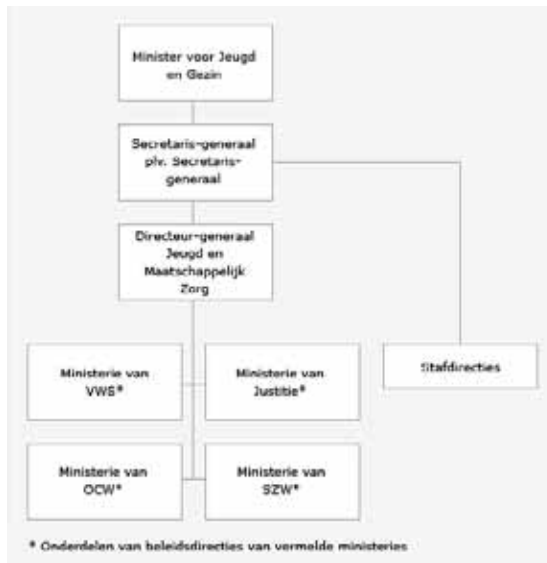 Minister voor Jeugd
en Gezin
Secretaris-generaal
plv. Secretaris-
generaal
Directeur-generaal
Jeugd en
Maatschappelijk
Zorg
Ministerie van
VWS*
Ministerie van
Justitie*
Stafdirecties
Ministerie van
OCW*
Ministerie van
SZW*
* Onderdelen van beleidsdirecties van vermelde ministeries